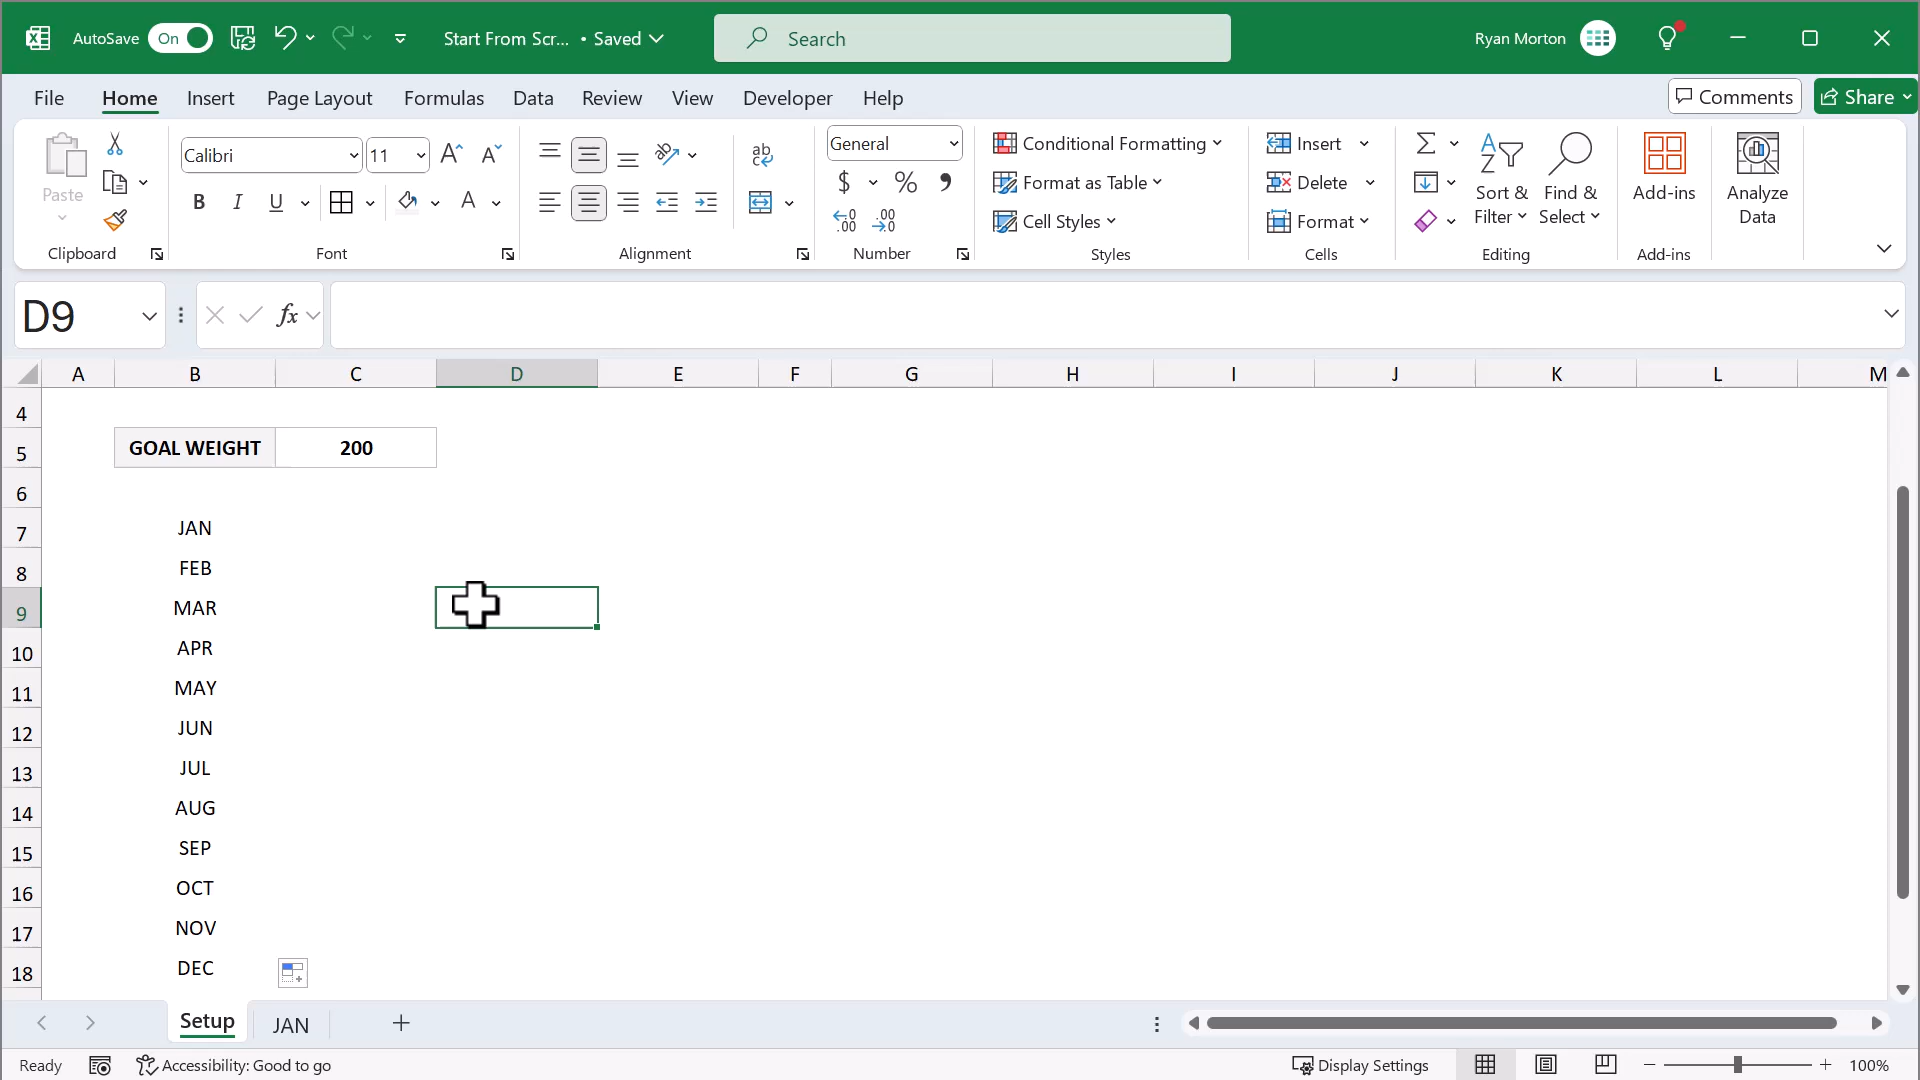 AutoSave On Start From Scr... • Saved Search Ryan Morton
File Home Insert Page Layout Formulas Data Review View Developer Help Comments Share
Calibri 11 General Conditional Formatting Insert
Paste B I U A $ % , Format as Table Delete Sort & Filter Find & Select Add-ins Analyze Data
Cell Styles Format
Clipboard Font Alignment Number Styles Cells Editing Add-ins
D9 fx
A B C D E F G H I J K L M
4
5 GOAL WEIGHT 200
6
7 JAN
8 FEB
9 MAR
10 APR
11 MAY
12 JUN
13 JUL
14 AUG
15 SEP
16 OCT
17 NOV
18 DEC
Setup JAN
Ready Accessibility: Good to go Display Settings 100%